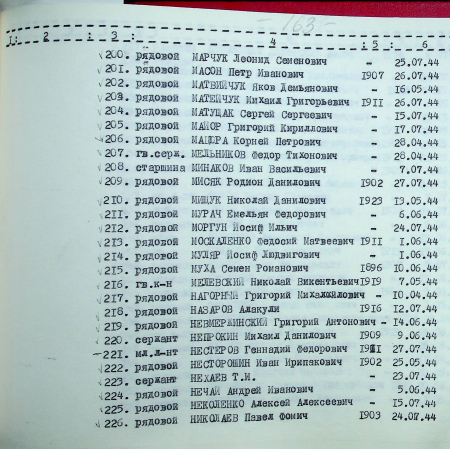 - 163 -
1: 2 : 3 : 4 : 5 : 6
200. рядовой МАРЧУК Леонид Семенович - 25.07.44
201. рядовой МАСОН Петр Иванович 1907 26.07.44
202. рядовой МАТВИЙЧУК Яков Демьянович - 16.05.44
203. рядовой МАТЕЙЧУК Михаил Григорьевич 1911 26.07.44
204. рядовой МАТУЩАК Сергей Сергеевич - 15.07.44
205. рядовой МАЙОР Григорий Кириллович - 17.07.44
206. рядовой МАЦОРА Корней Петрович - 28.04.44
207. гв.серж. МЕЛЬНИКОВ Федор Тихонович - 28.04.44
208. старшина МИНАКОВ Иван Васильевич - 7.07.44
209. рядовой МИСЯК Родион Данилович 1902 27.07.44
210. рядовой МИЩУК Николай Данилович 1923 13.05.44
211. рядовой МУРАЧ Емельян Федорович - 6.06.44
212. рядовой МОРГУН Иосиф Ильич - 24.07.44
213. рядовой МОСКАЛЕНКО Федосий Матвеевич 1911 1.06.44
214. рядовой МУЛЯР Иосиф Людвигович - 1.06.44
215. рядовой МУХА Семен Романович 1896 10.06.44
216. гв.к-н МЕЛЕВСКИЙ Николай Викентьевич 1919 7.05.44
217. рядовой НАГОРНЫЙ Григорий Михайлович - 10.04.44
218. рядовой НАЗАРОВ Алакули 1916 12.07.44
219. рядовой НЕВМЕРЖИНСКИЙ Григорий Антонович - 14.06.44
220. сержант НЕПРОКИН Михаил Данилович 1909 9.06.44
221. мл.л-нт НЕСТЕРОВ Геннадий Федорович 1911 27.07.44
222. рядовой НЕСТОРОШИН Иван Ирипакович 1902 25.05.44
223. сержант НЕХАЕВ Т.И. - 23.07.44
224. рядовой НЕЧАЙ Андрей Иванович - 5.06.44
225. рядовой НЕКОЛЕНКО Алексей Алексеевич - 15.07.44
226. рядовой НИКОЛАЕВ Павел Фомич 1903 24.07.44